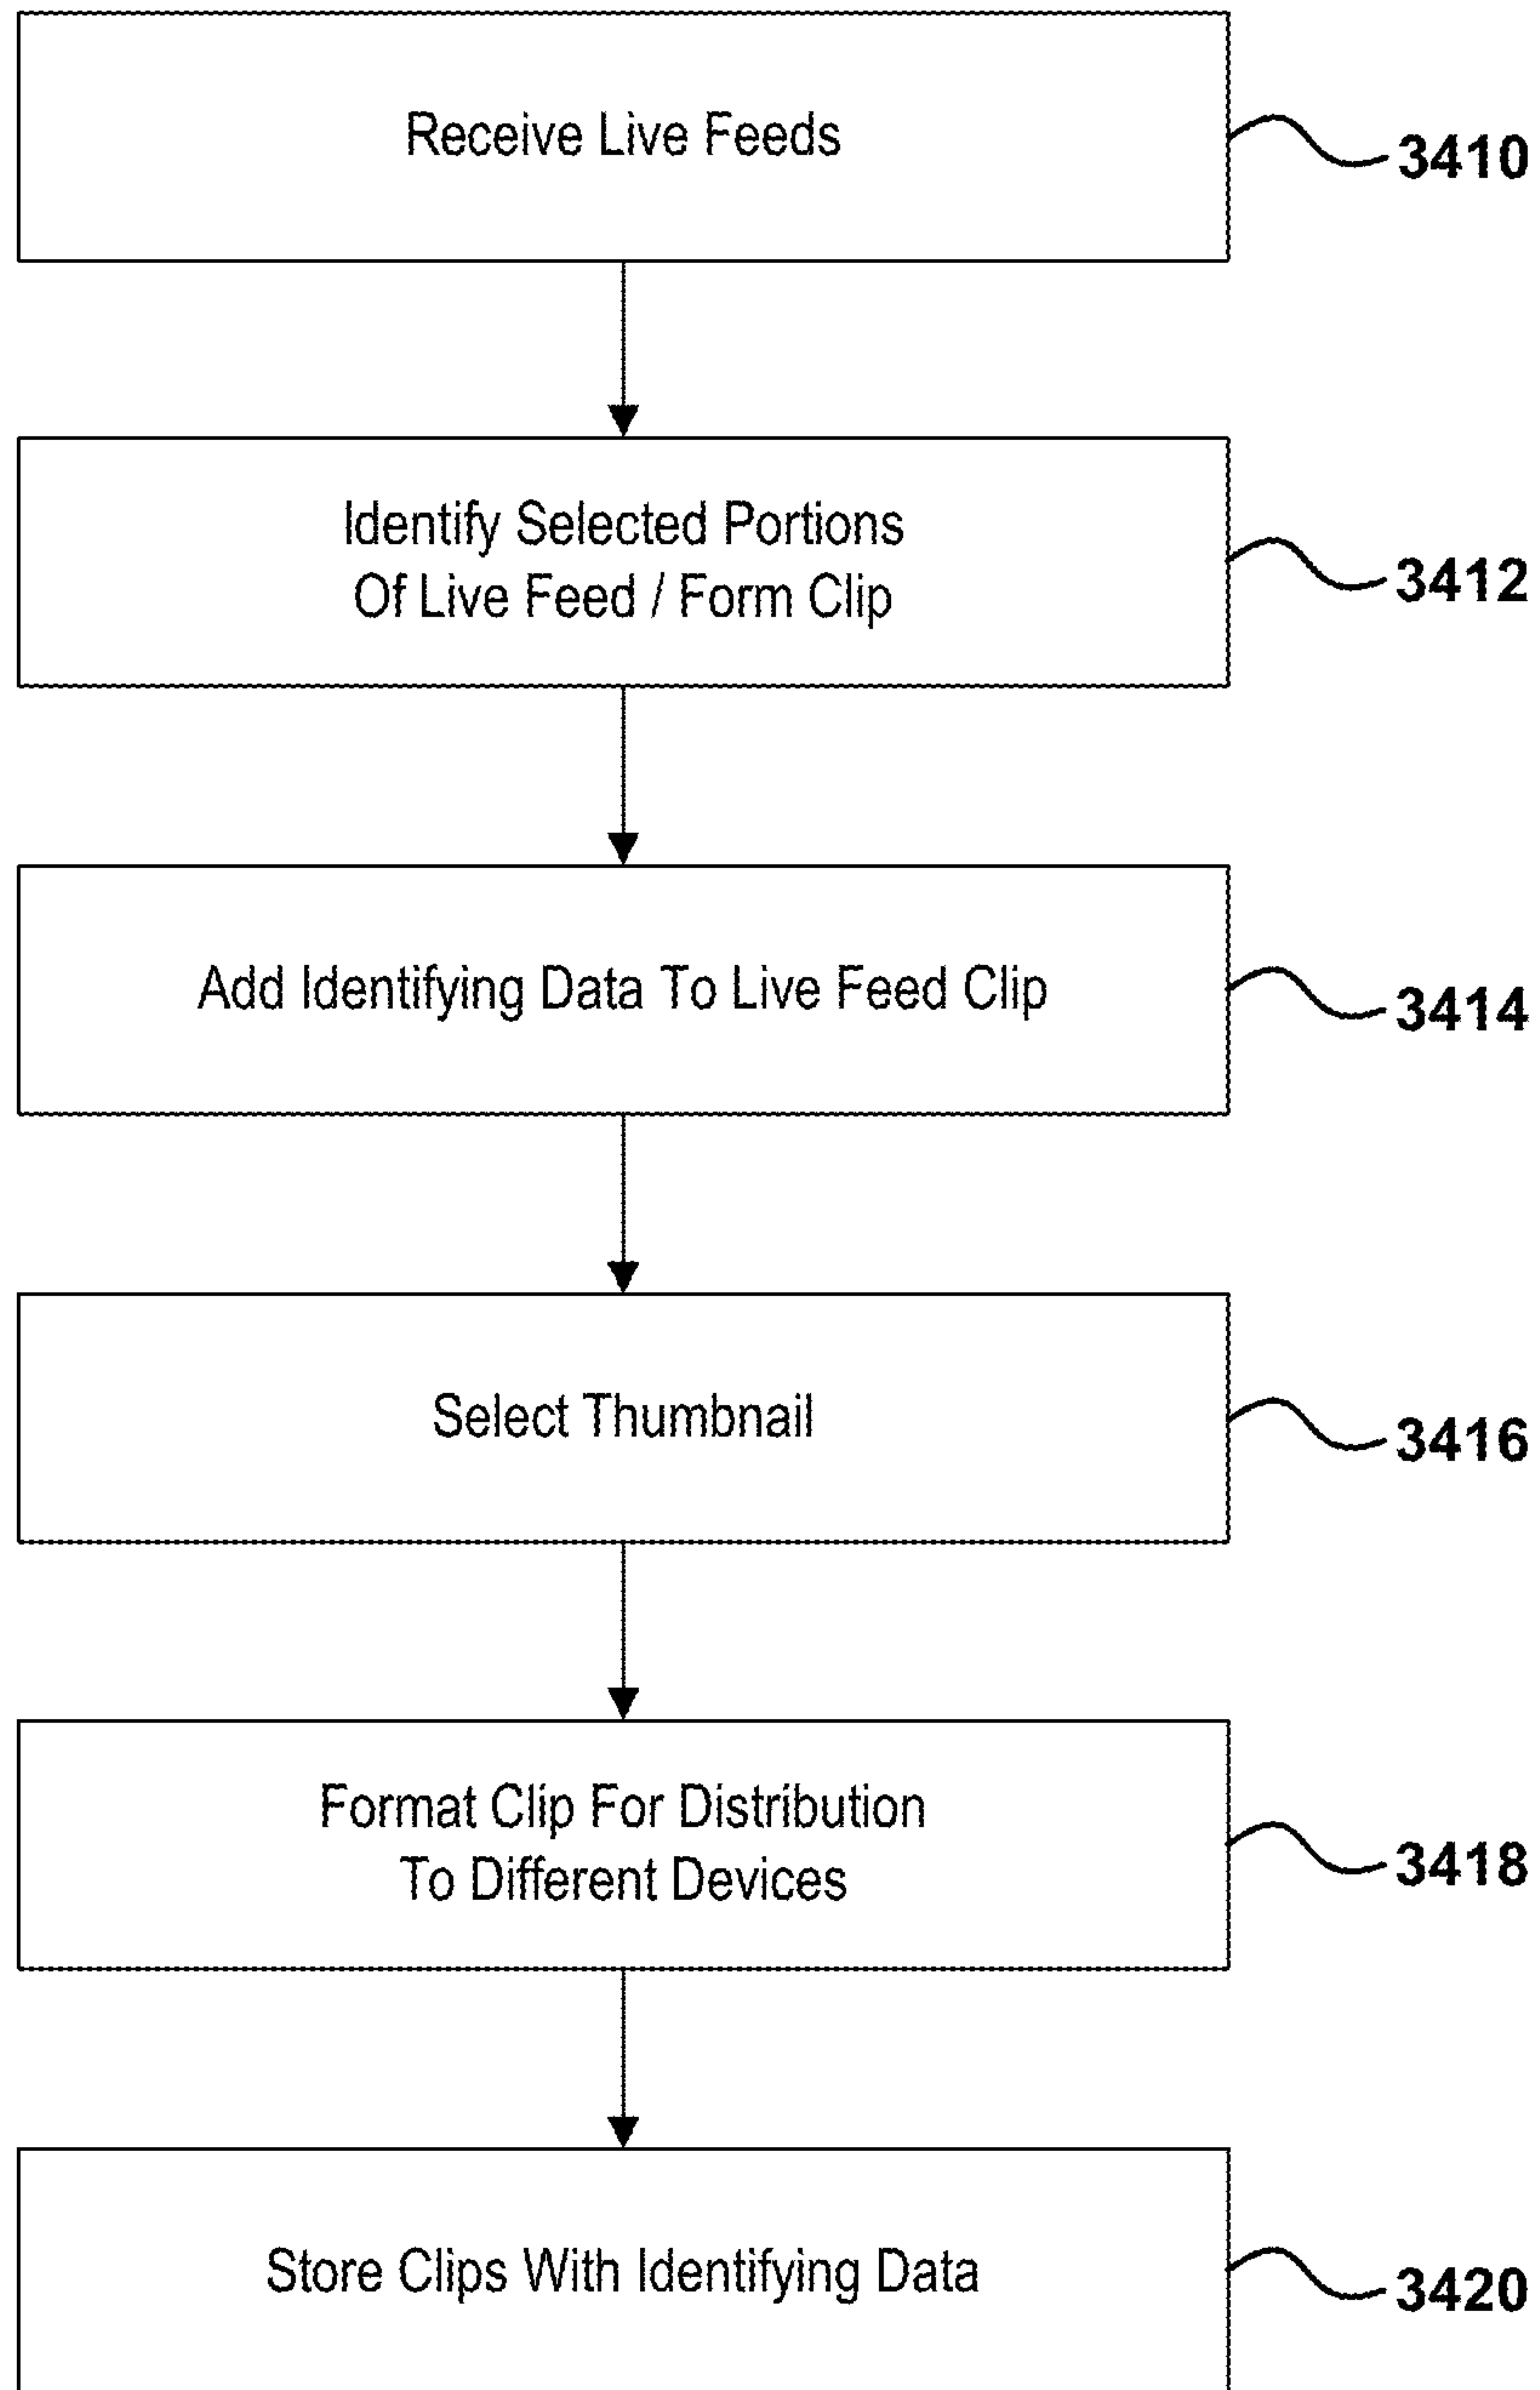 Receive Live Feeds
3410
Identify Selected Portions
Of Live Feed / Form Clip
3412
Add Identifying Data To Live Feed Clip
3414
Select Thumbnail
3416
Format Clip For Distribution
To Different Devices
3418
Store Clips With Identifying Data
3420